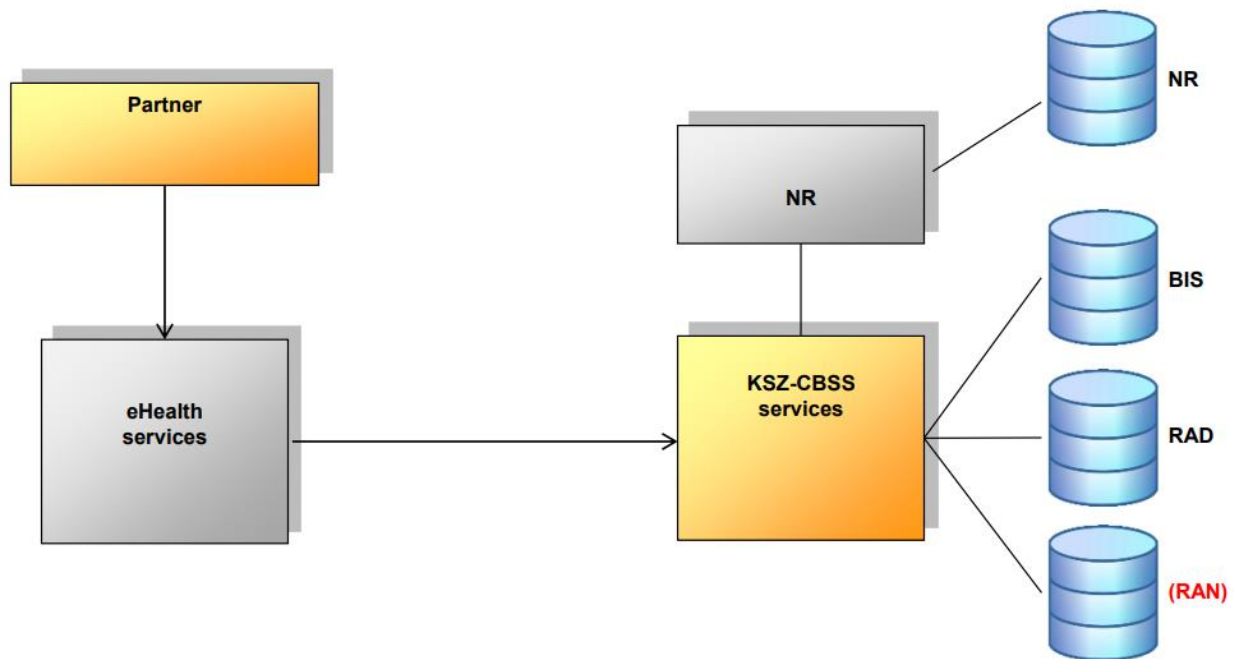 Partner
NR
NR
BIS
eHealth
services
KSZ-CBSS
services
RAD
(RAN)